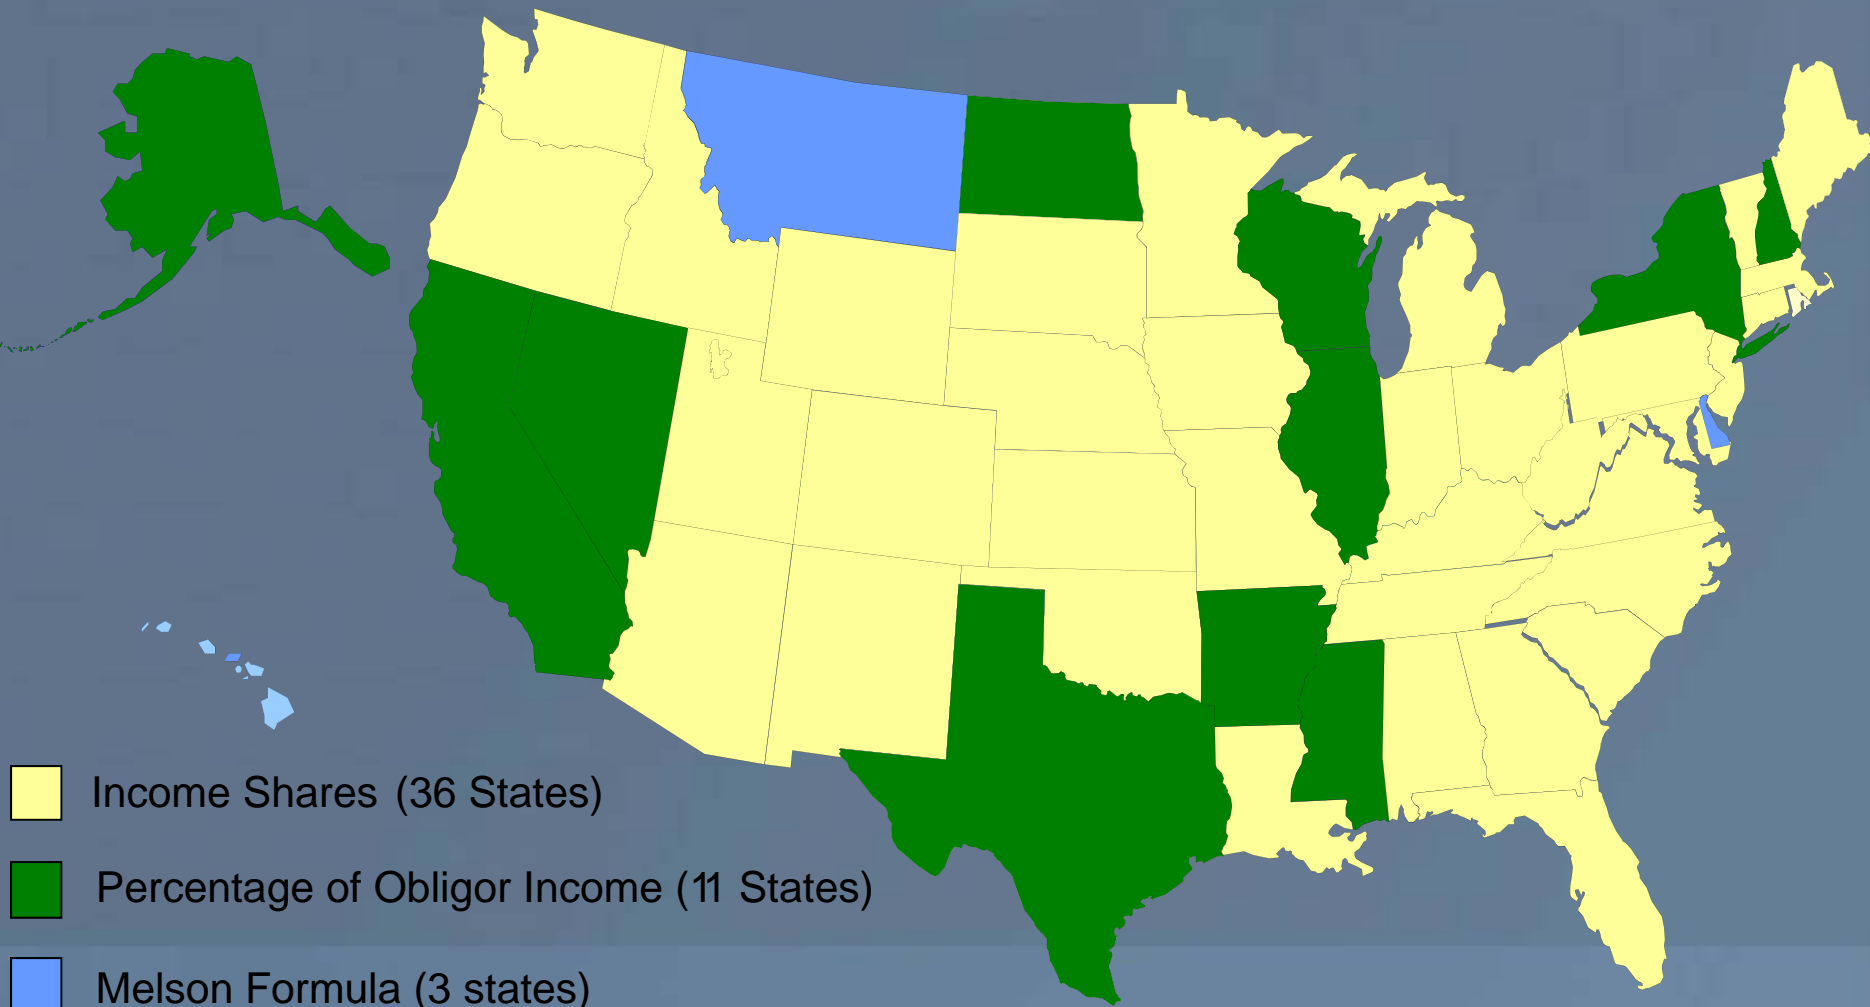 Income Shares (36 States)
Percentage of Obligor Income (11 States)
Melson Formula (3 states)